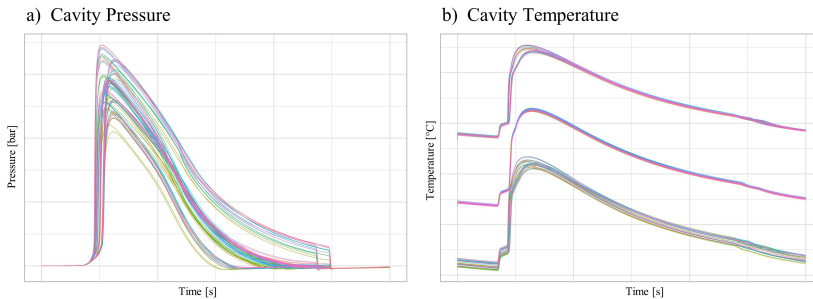 a) Cavity Pressure
b) Cavity Temperature
Pressure [bar]
Time [s]
Temperature [°C]
Time [s]